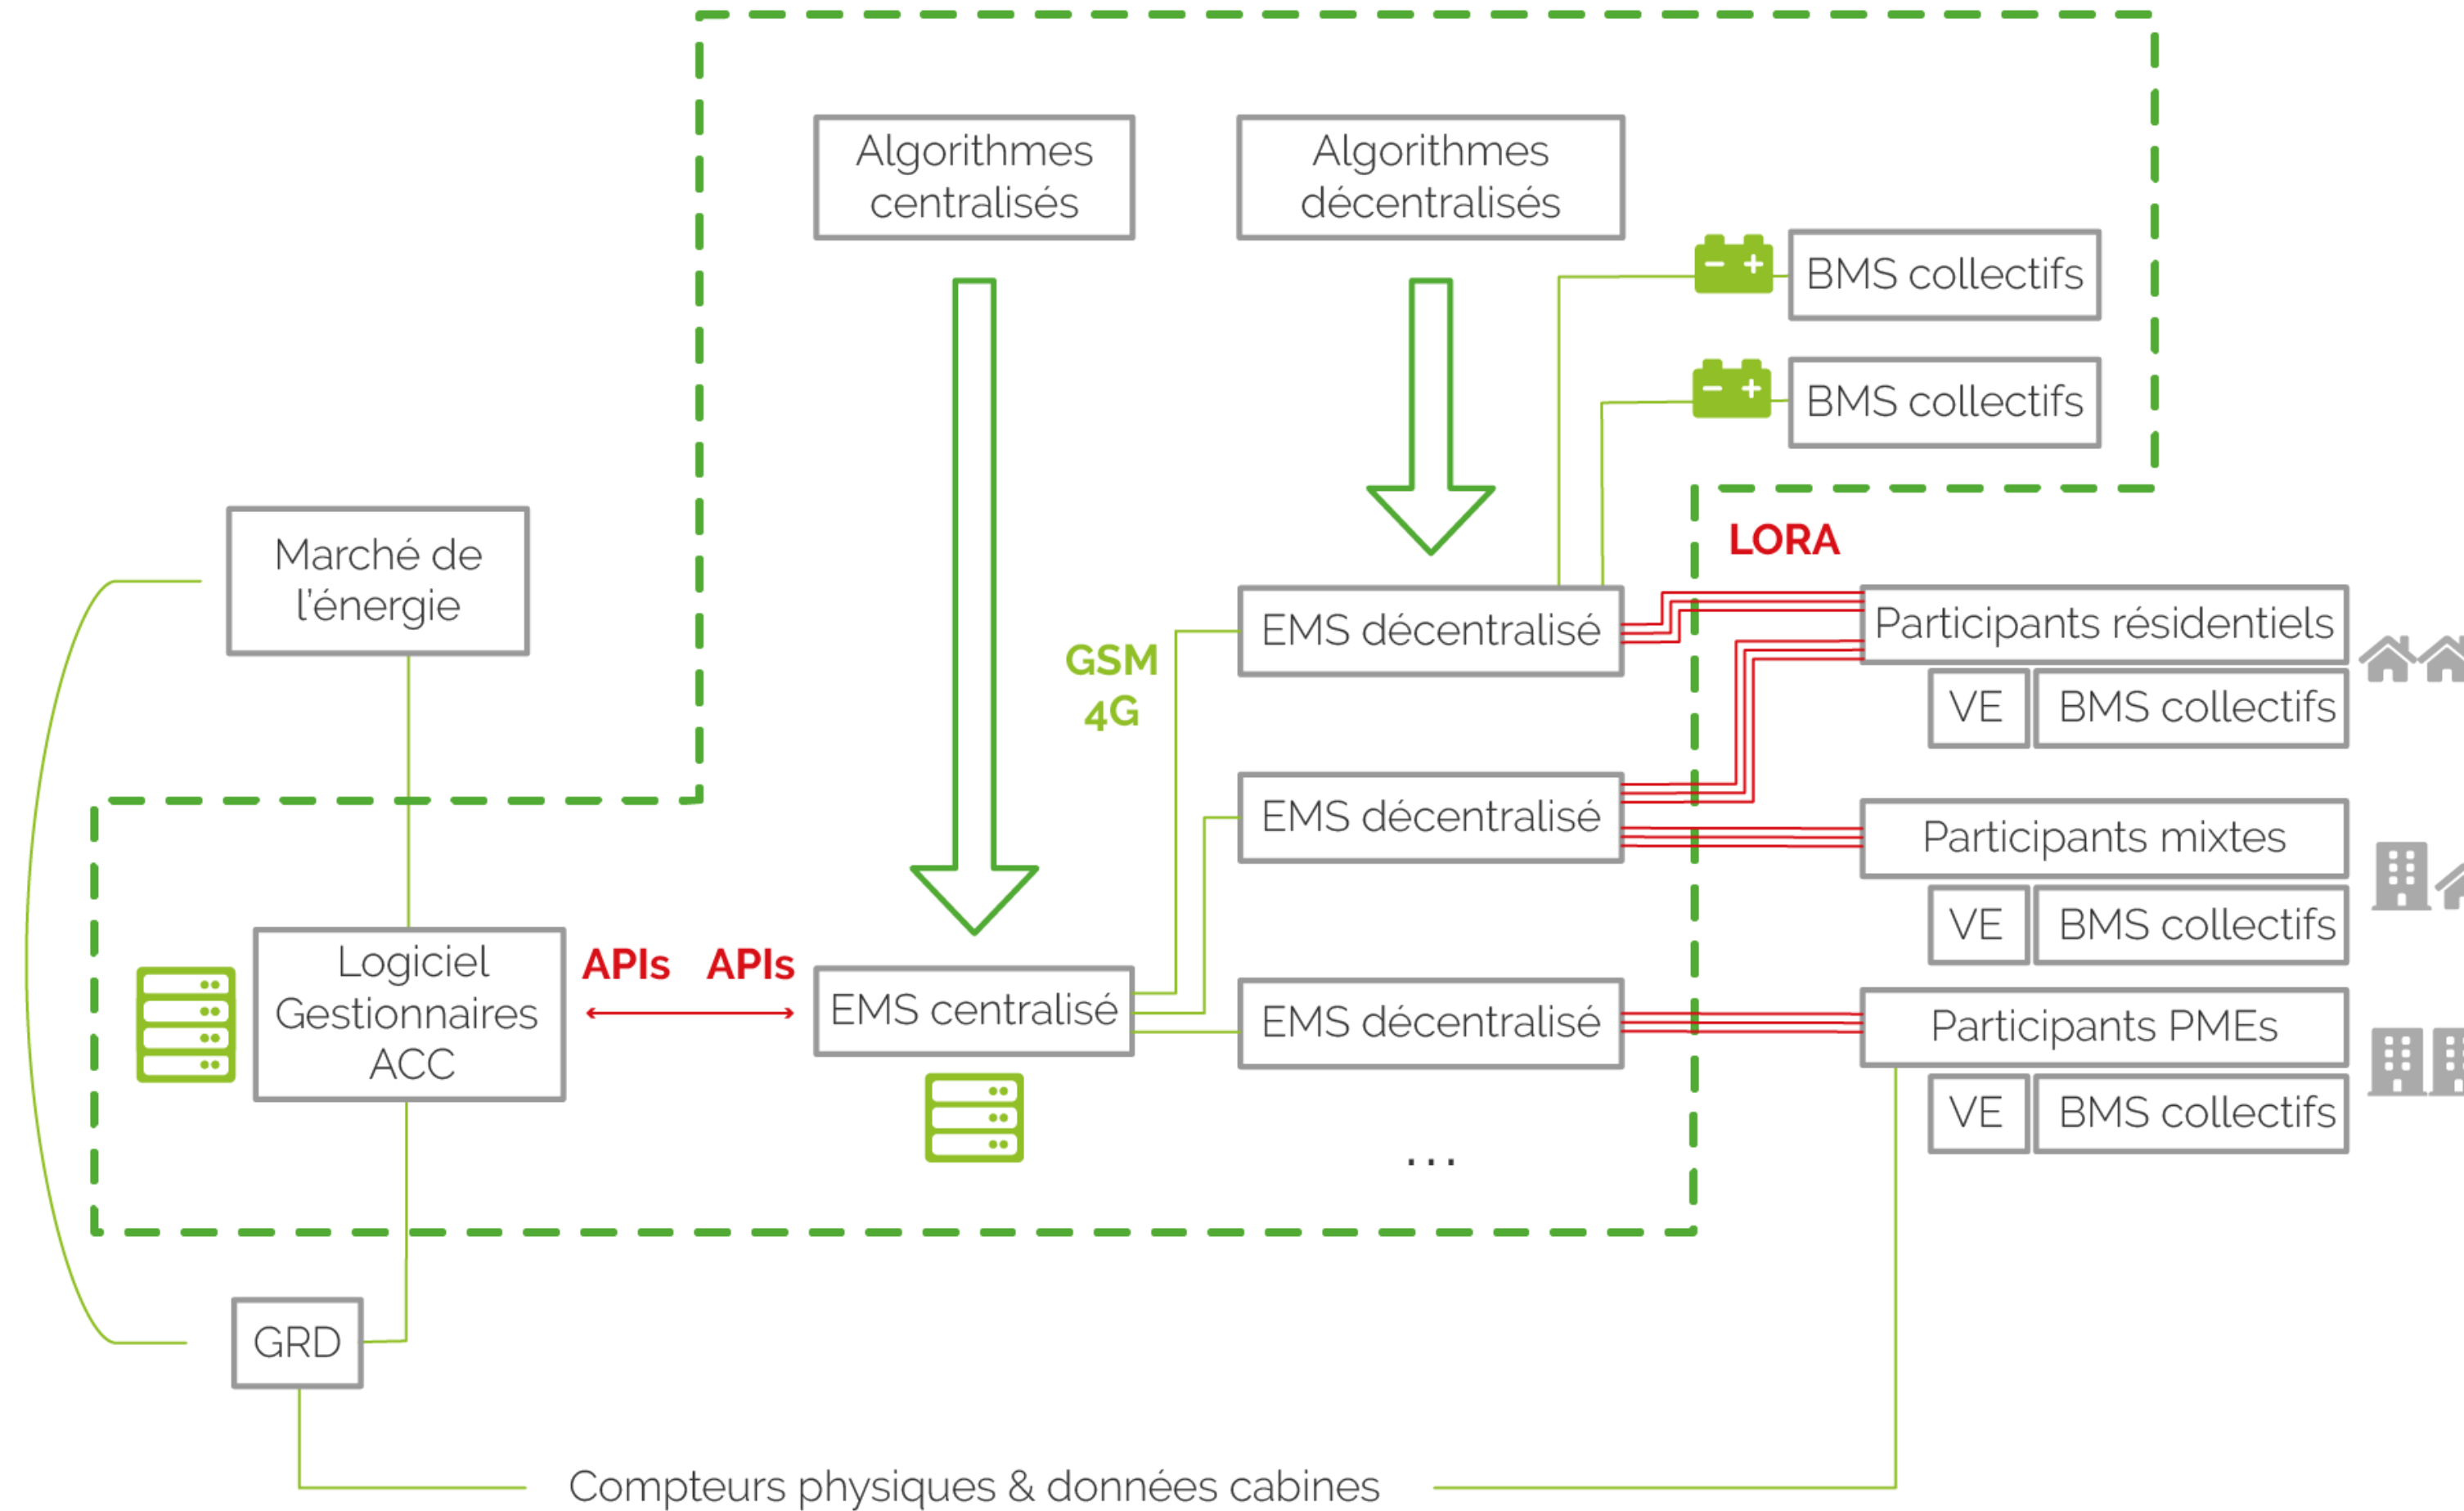 Algorithmes
centralisés
Algorithmes
décentralisés
BMS collectifs
BMS collectifs
Marché de
l'énergie
LORA
GSM
4G
EMS décentralisé
Participants résidentiels
VE
BMS collectifs
EMS décentralisé
Participants mixtes
VE
BMS collectifs
Logiciel
Gestionnaires
ACC
APIs
APIs
EMS centralisé
EMS décentralisé
Participants PMEs
VE
BMS collectifs
...
GRD
Compteurs physiques & données cabines